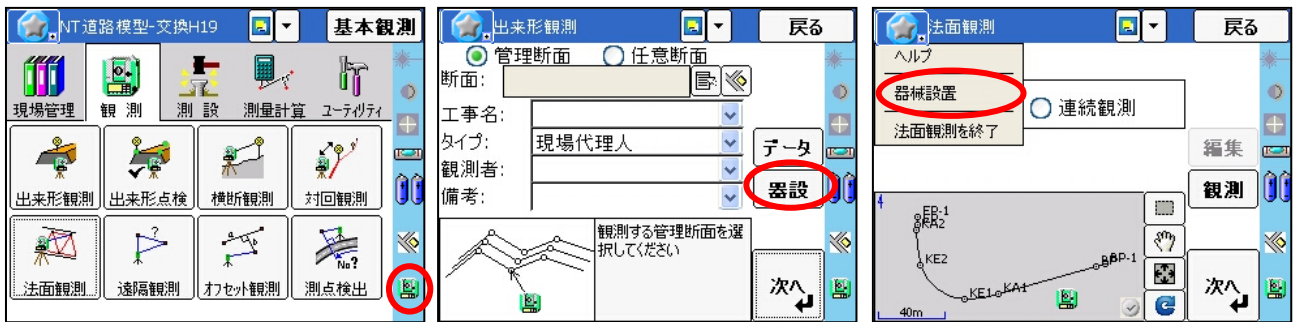 NT道路模型-交換H19
基本観測
現場管理
観 測
測 設
測量計算
ユーティリティ
出来形観測
出来形点検
横断観測
対回観測
法面観測
遠隔観測
オフセット観測
No?
測点検出
出来形観測
戻る
管理断面
任意断面
断面:
工事名:
タイプ:
現場代理人
データ
観測者:
器設
備考:
観測する管理断面を選
択してください
次へ
法面観測
戻る
ヘルプ
器械設置
連続観測
法面観測を終了
編集
観測
4
EP-1
KA2
KE2
BP-1
KE1
KA1
40m
次へ